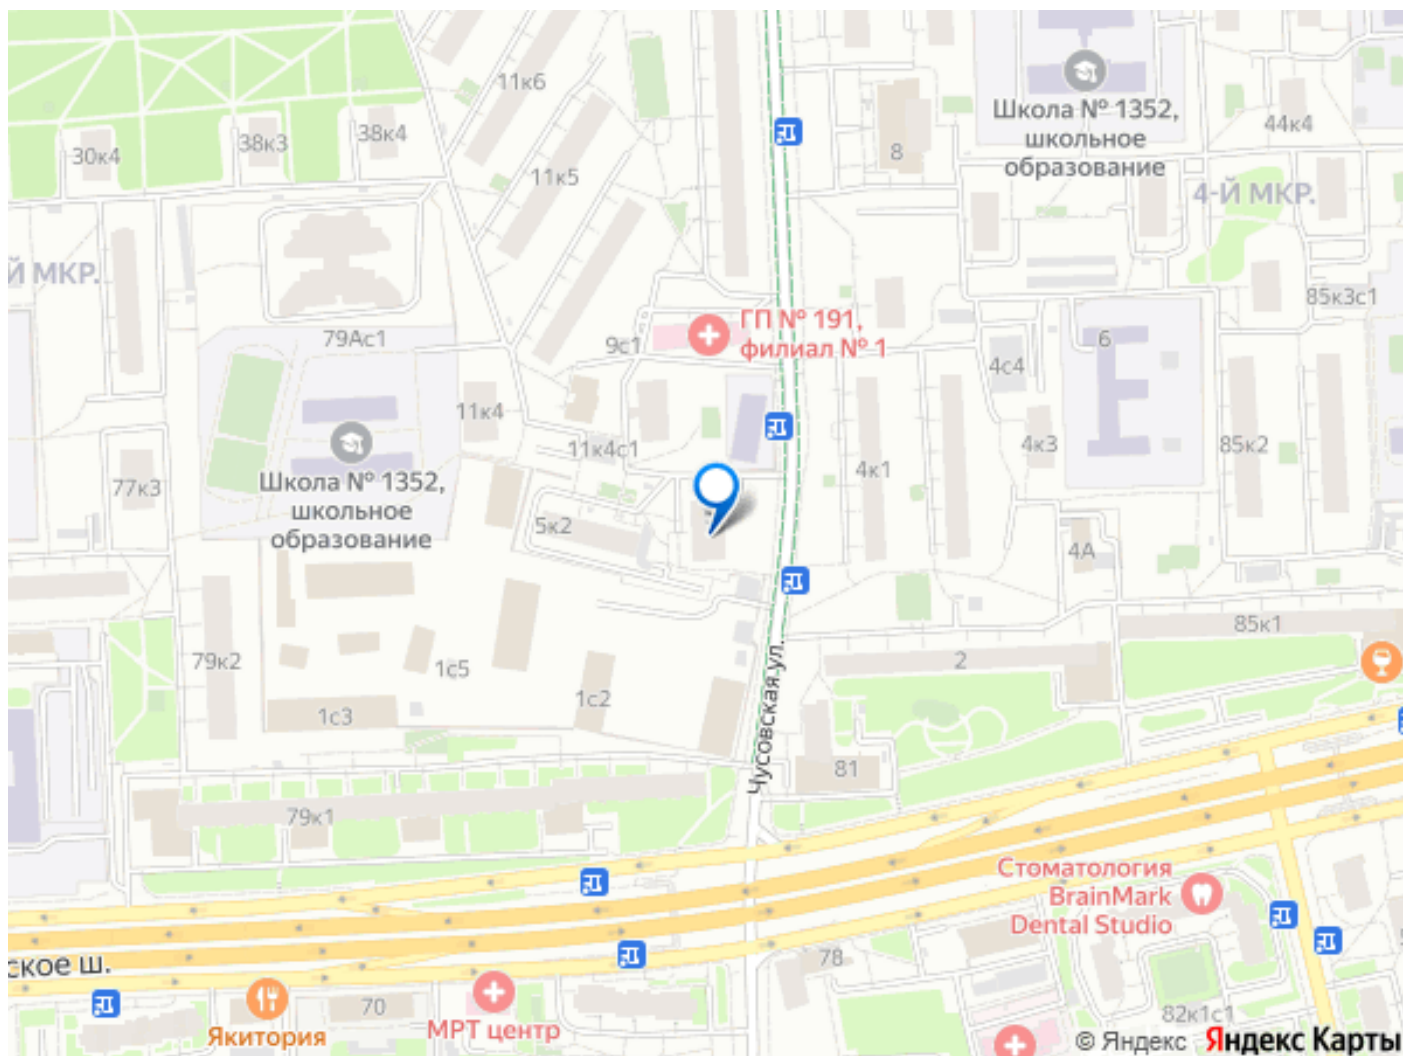 11к6
Школа № 1352,
школьное
образование
44к4
38к4
38к3
30к4
8
11к5
4-Й МКР.
Й МКР.
85к3с1
ГП № 191,
филиал № 1
79Ас1
9с1
6
4с4
11к4
11к4с1
4к3
85к2
4к1
Школа № 1352,
школьное
образование
77к3
5к2
4А
85к1
2
79к2
1с5
1с2
1с3
Чусовская ул.
81
79к1
Стоматология
BrainMark
Dental Studio
ское ш.
78
70
Якитория
МРТ центр
82к1с1
© Яндекс Яндекс Карты